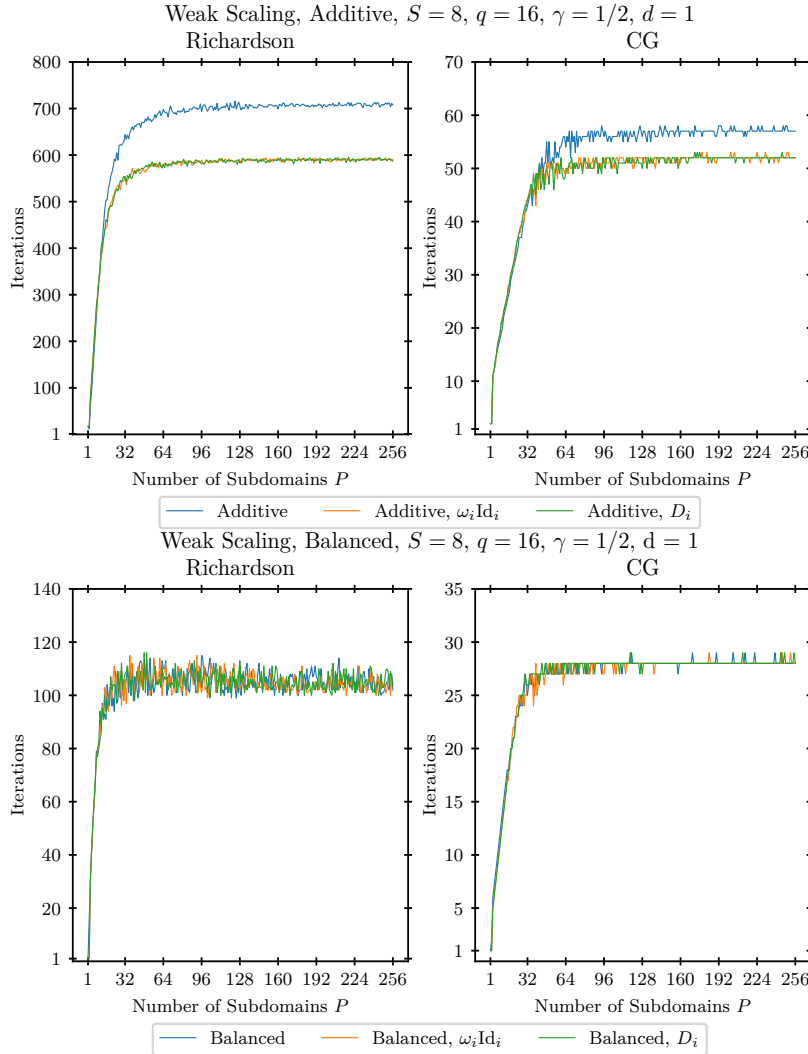 Weak Scaling, Additive, S = 8, q = 16, γ = 1/2, d = 1
Richardson
CG
800
700
600
500
400
300
200
100
1
Iterations
1 32 64 96 128 160 192 224 256
Number of Subdomains P
70
60
50
40
30
20
10
1
Iterations
1 32 64 96 128 160 192 224 256
Number of Subdomains P
Additive
Additive, ωᵢIdᵢ
Additive, Dᵢ
Weak Scaling, Balanced, S = 8, q = 16, γ = 1/2, d = 1
Richardson
CG
140
120
100
80
60
40
20
1
Iterations
1 32 64 96 128 160 192 224 256
Number of Subdomains P
35
30
25
20
15
10
5
1
Iterations
1 32 64 96 128 160 192 224 256
Number of Subdomains P
Balanced
Balanced, ωᵢIdᵢ
Balanced, Dᵢ